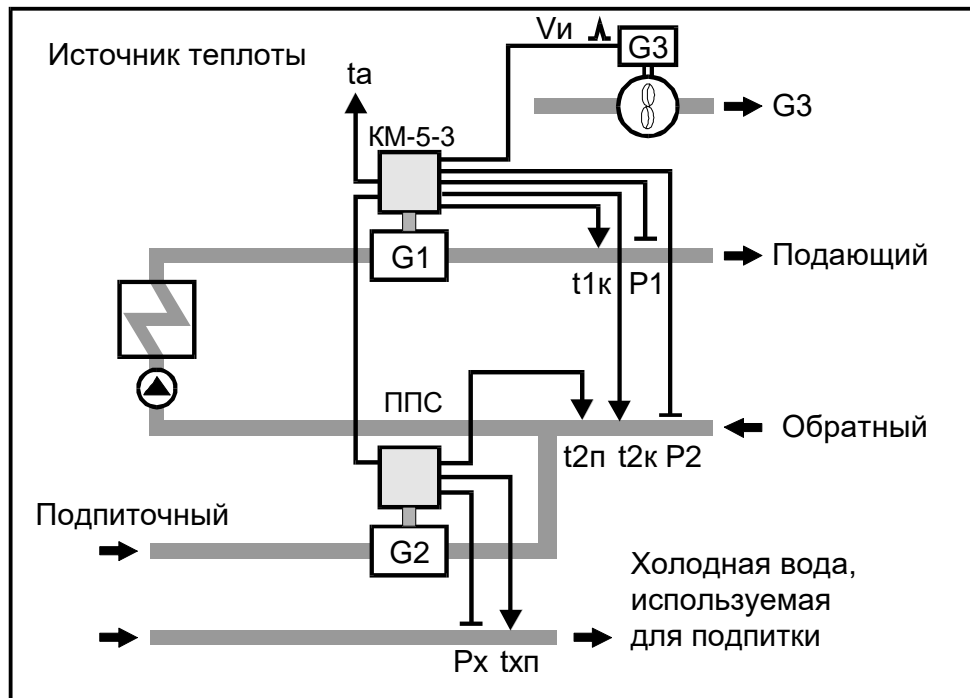 Vи
G3
Источник теплоты
ta
G3
КМ-5-3
G1
Подающий
t1к P1
ППС
Обратный
t2п t2к P2
Подпиточный
G2
Холодная вода,
используемая
для подпитки
Px tхп